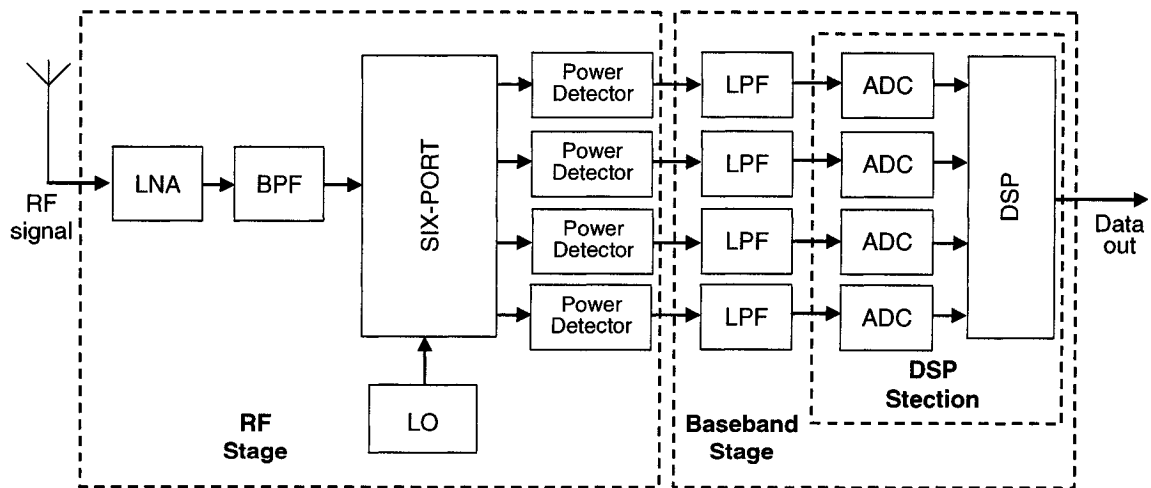 RF
signal
LNA
BPF
SIX-PORT
LO
Power
Detector
Power
Detector
Power
Detector
Power
Detector
RF
Stage
LPF
LPF
LPF
LPF
Baseband
Stage
ADC
ADC
ADC
ADC
DSP
DSP
Stection
Data
out